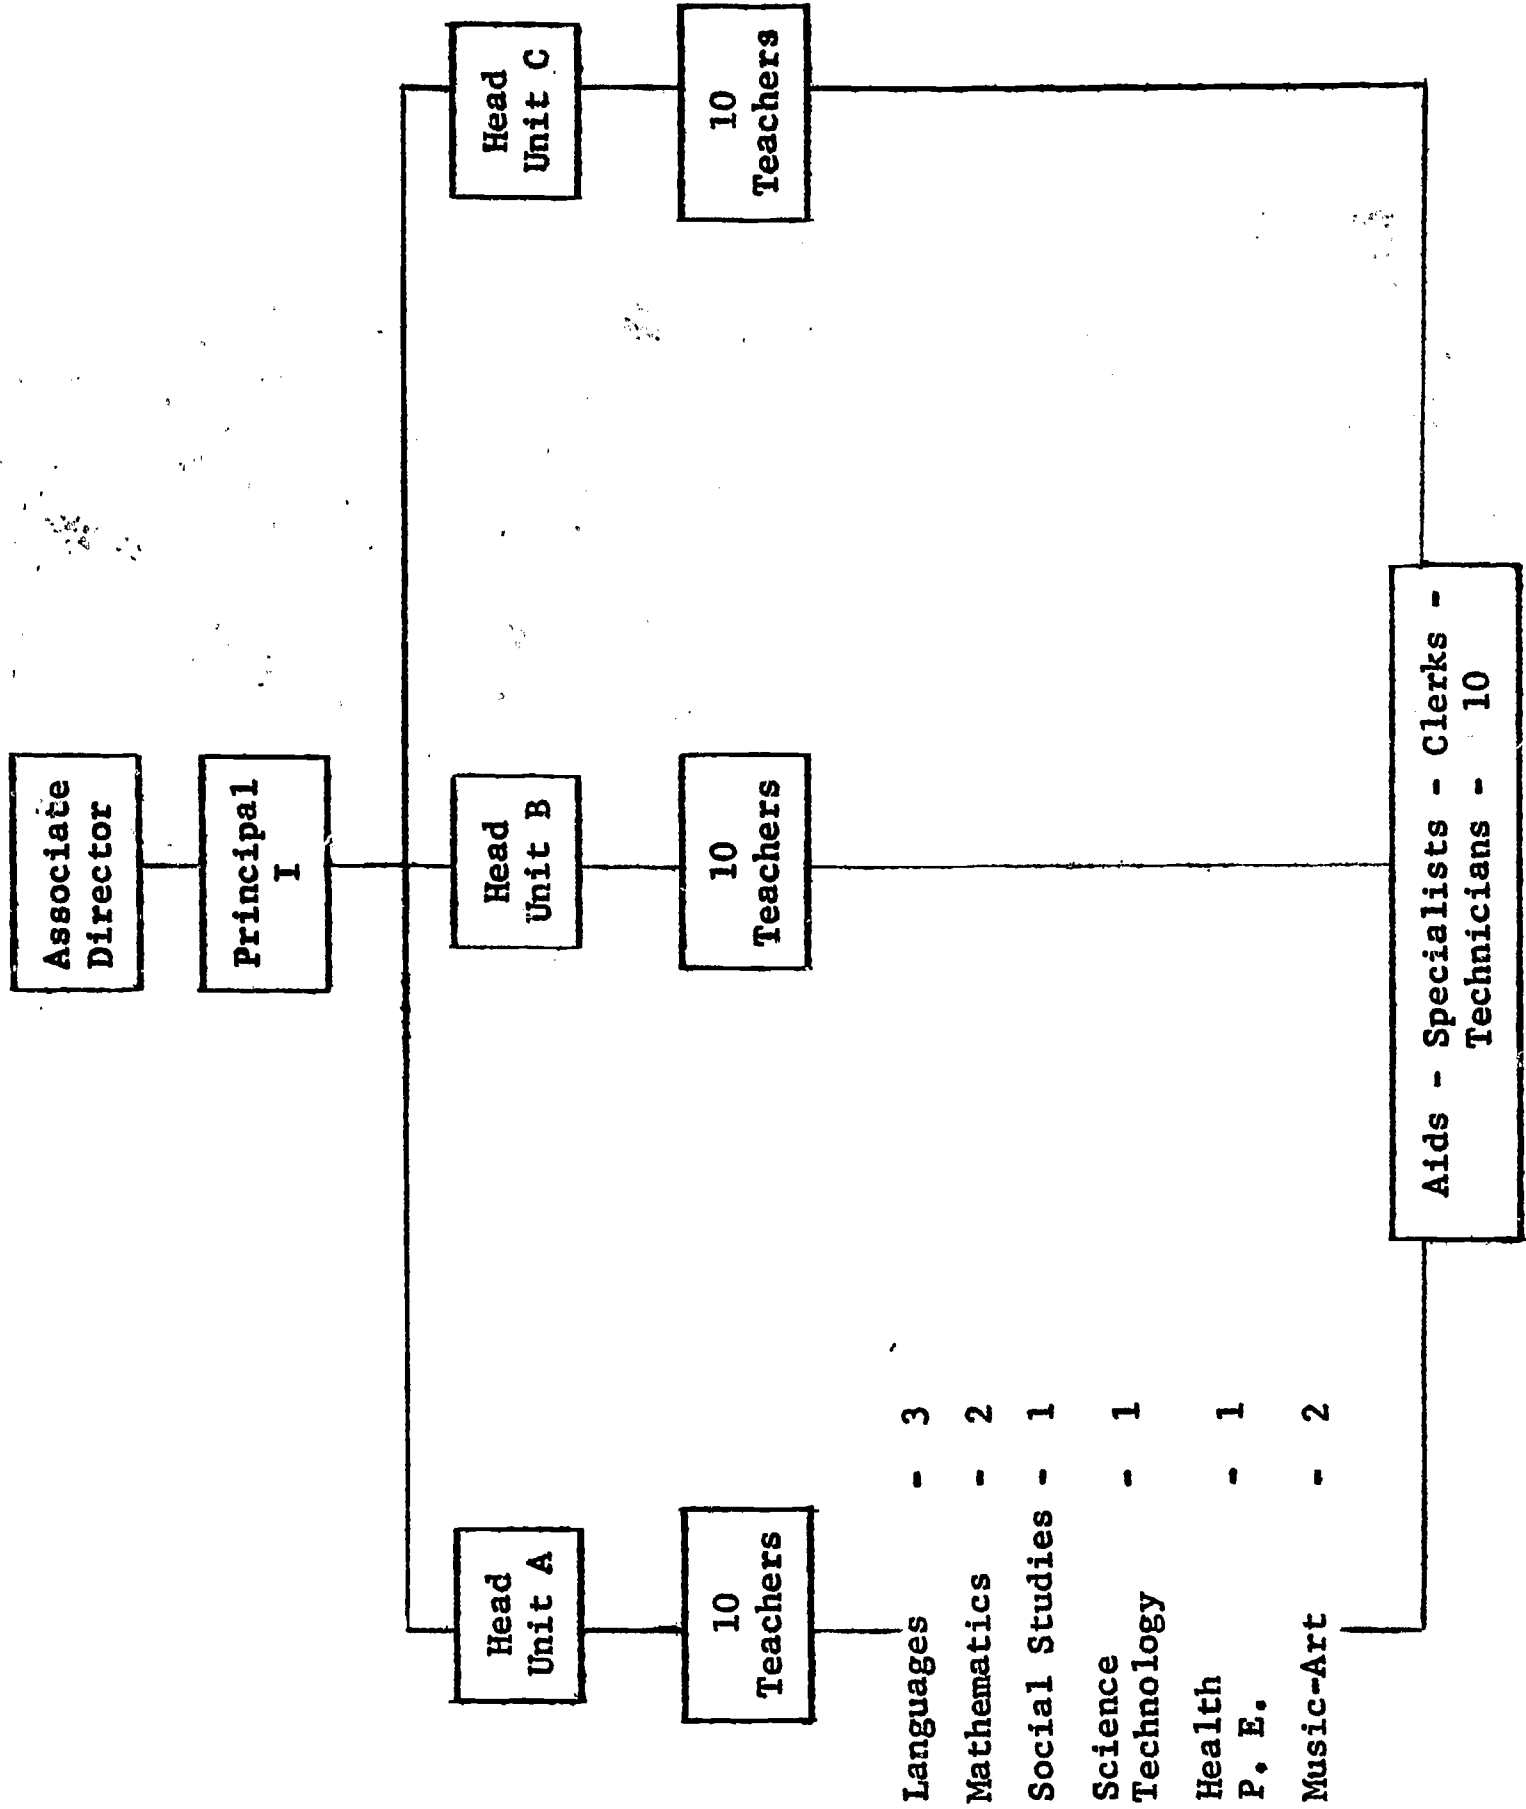 Associate
Director
Principal
I
Head
Unit A
Head
Unit B
Head
Unit C
10
Teachers
10
Teachers
10
Teachers
Languages - 3
Mathematics - 2
Social Studies - 1
Science
Technology - 1
Health
P. E. - 1
Music-Art - 2
Aids - Specialists - Clerks -
Technicians - 10